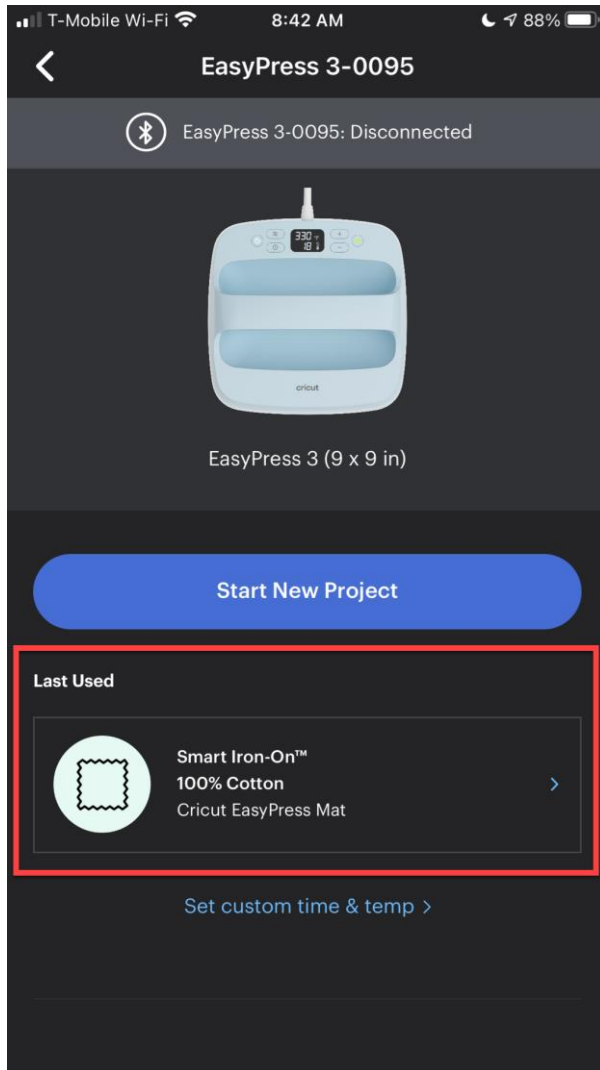 T-Mobile Wi-Fi 8:42 AM 88%
EasyPress 3-0095
EasyPress 3-0095: Disconnected
330 °F
18
cricut
EasyPress 3 (9 x 9 in)
Start New Project
Last Used
Smart Iron-On™
100% Cotton
Cricut EasyPress Mat
Set custom time & temp >